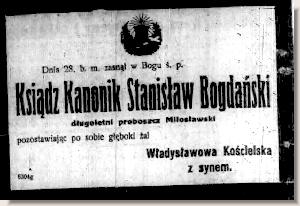 Dnia 28. b. m. zasnął w Bogu ś. p.
Ksiądz Kanonik Stanisław Bogdański
długoletni proboszcz Miłosławski
pozostawiając po sobie głęboki żal
Władysławowa Kościelska
z synem.